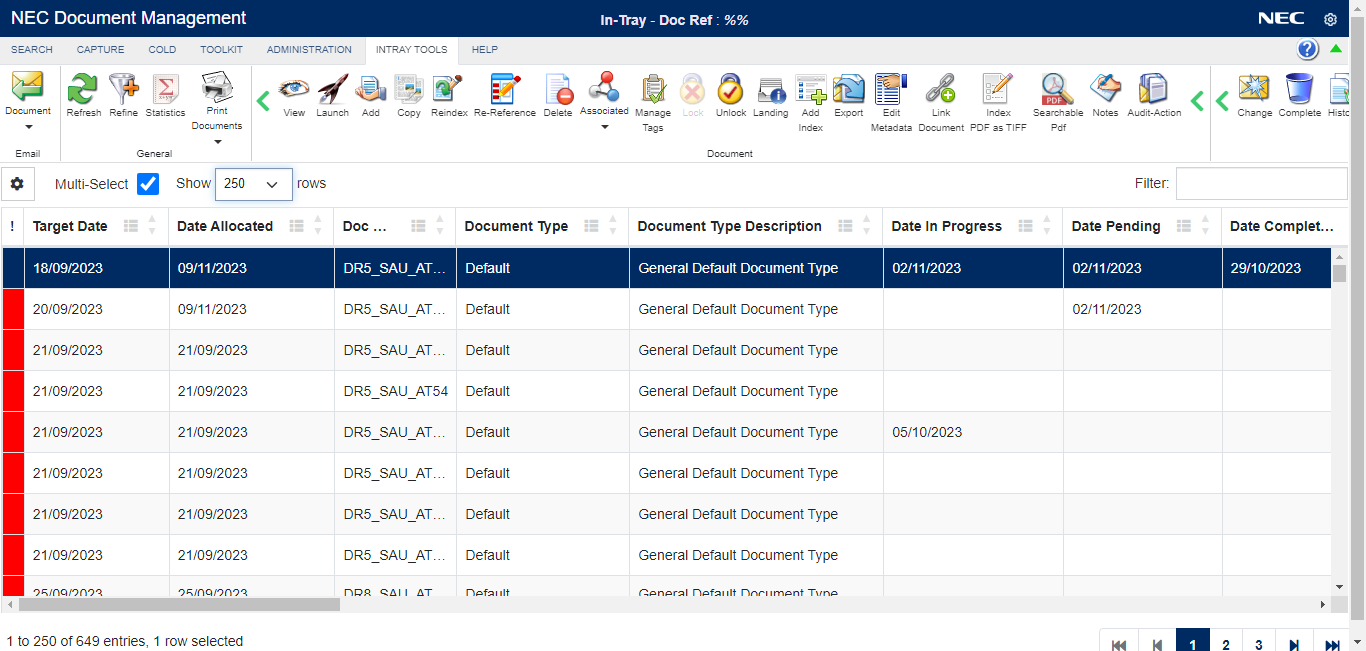 NEC Document Management
In-Tray - Doc Ref : %%
NEC
SEARCH CAPTURE COLD TOOLKIT ADMINISTRATION INTRAY TOOLS HELP
?
Document Refresh Refine Statistics Print Documents View Launch Add Copy Reindex Re-Reference Delete Associated Manage Tags Lock Unlock Landing Add Index Export Edit Metadata Link Document Index PDF as TIFF Searchable Pdf Notes Audit-Action Change Complete Histo
Email General Document
Multi-Select Show 250 rows Filter:
! Target Date Date Allocated Doc ... Document Type Document Type Description Date In Progress Date Pending Date Complet...
18/09/2023 09/11/2023 DR5_SAU_AT... Default General Default Document Type 02/11/2023 02/11/2023 29/10/2023
20/09/2023 09/11/2023 DR5_SAU_AT... Default General Default Document Type 02/11/2023
21/09/2023 21/09/2023 DR5_SAU_AT... Default General Default Document Type
21/09/2023 21/09/2023 DR5_SAU_AT54 Default General Default Document Type
21/09/2023 21/09/2023 DR5_SAU_AT... Default General Default Document Type 05/10/2023
21/09/2023 21/09/2023 DR5_SAU_AT... Default General Default Document Type
21/09/2023 21/09/2023 DR5_SAU_AT... Default General Default Document Type
21/09/2023 21/09/2023 DR5_SAU_AT... Default General Default Document Type
25/09/2023 25/09/2023 DR8_SAU_AT... Default General Default Document Type
1 to 250 of 649 entries, 1 row selected
1 2 3